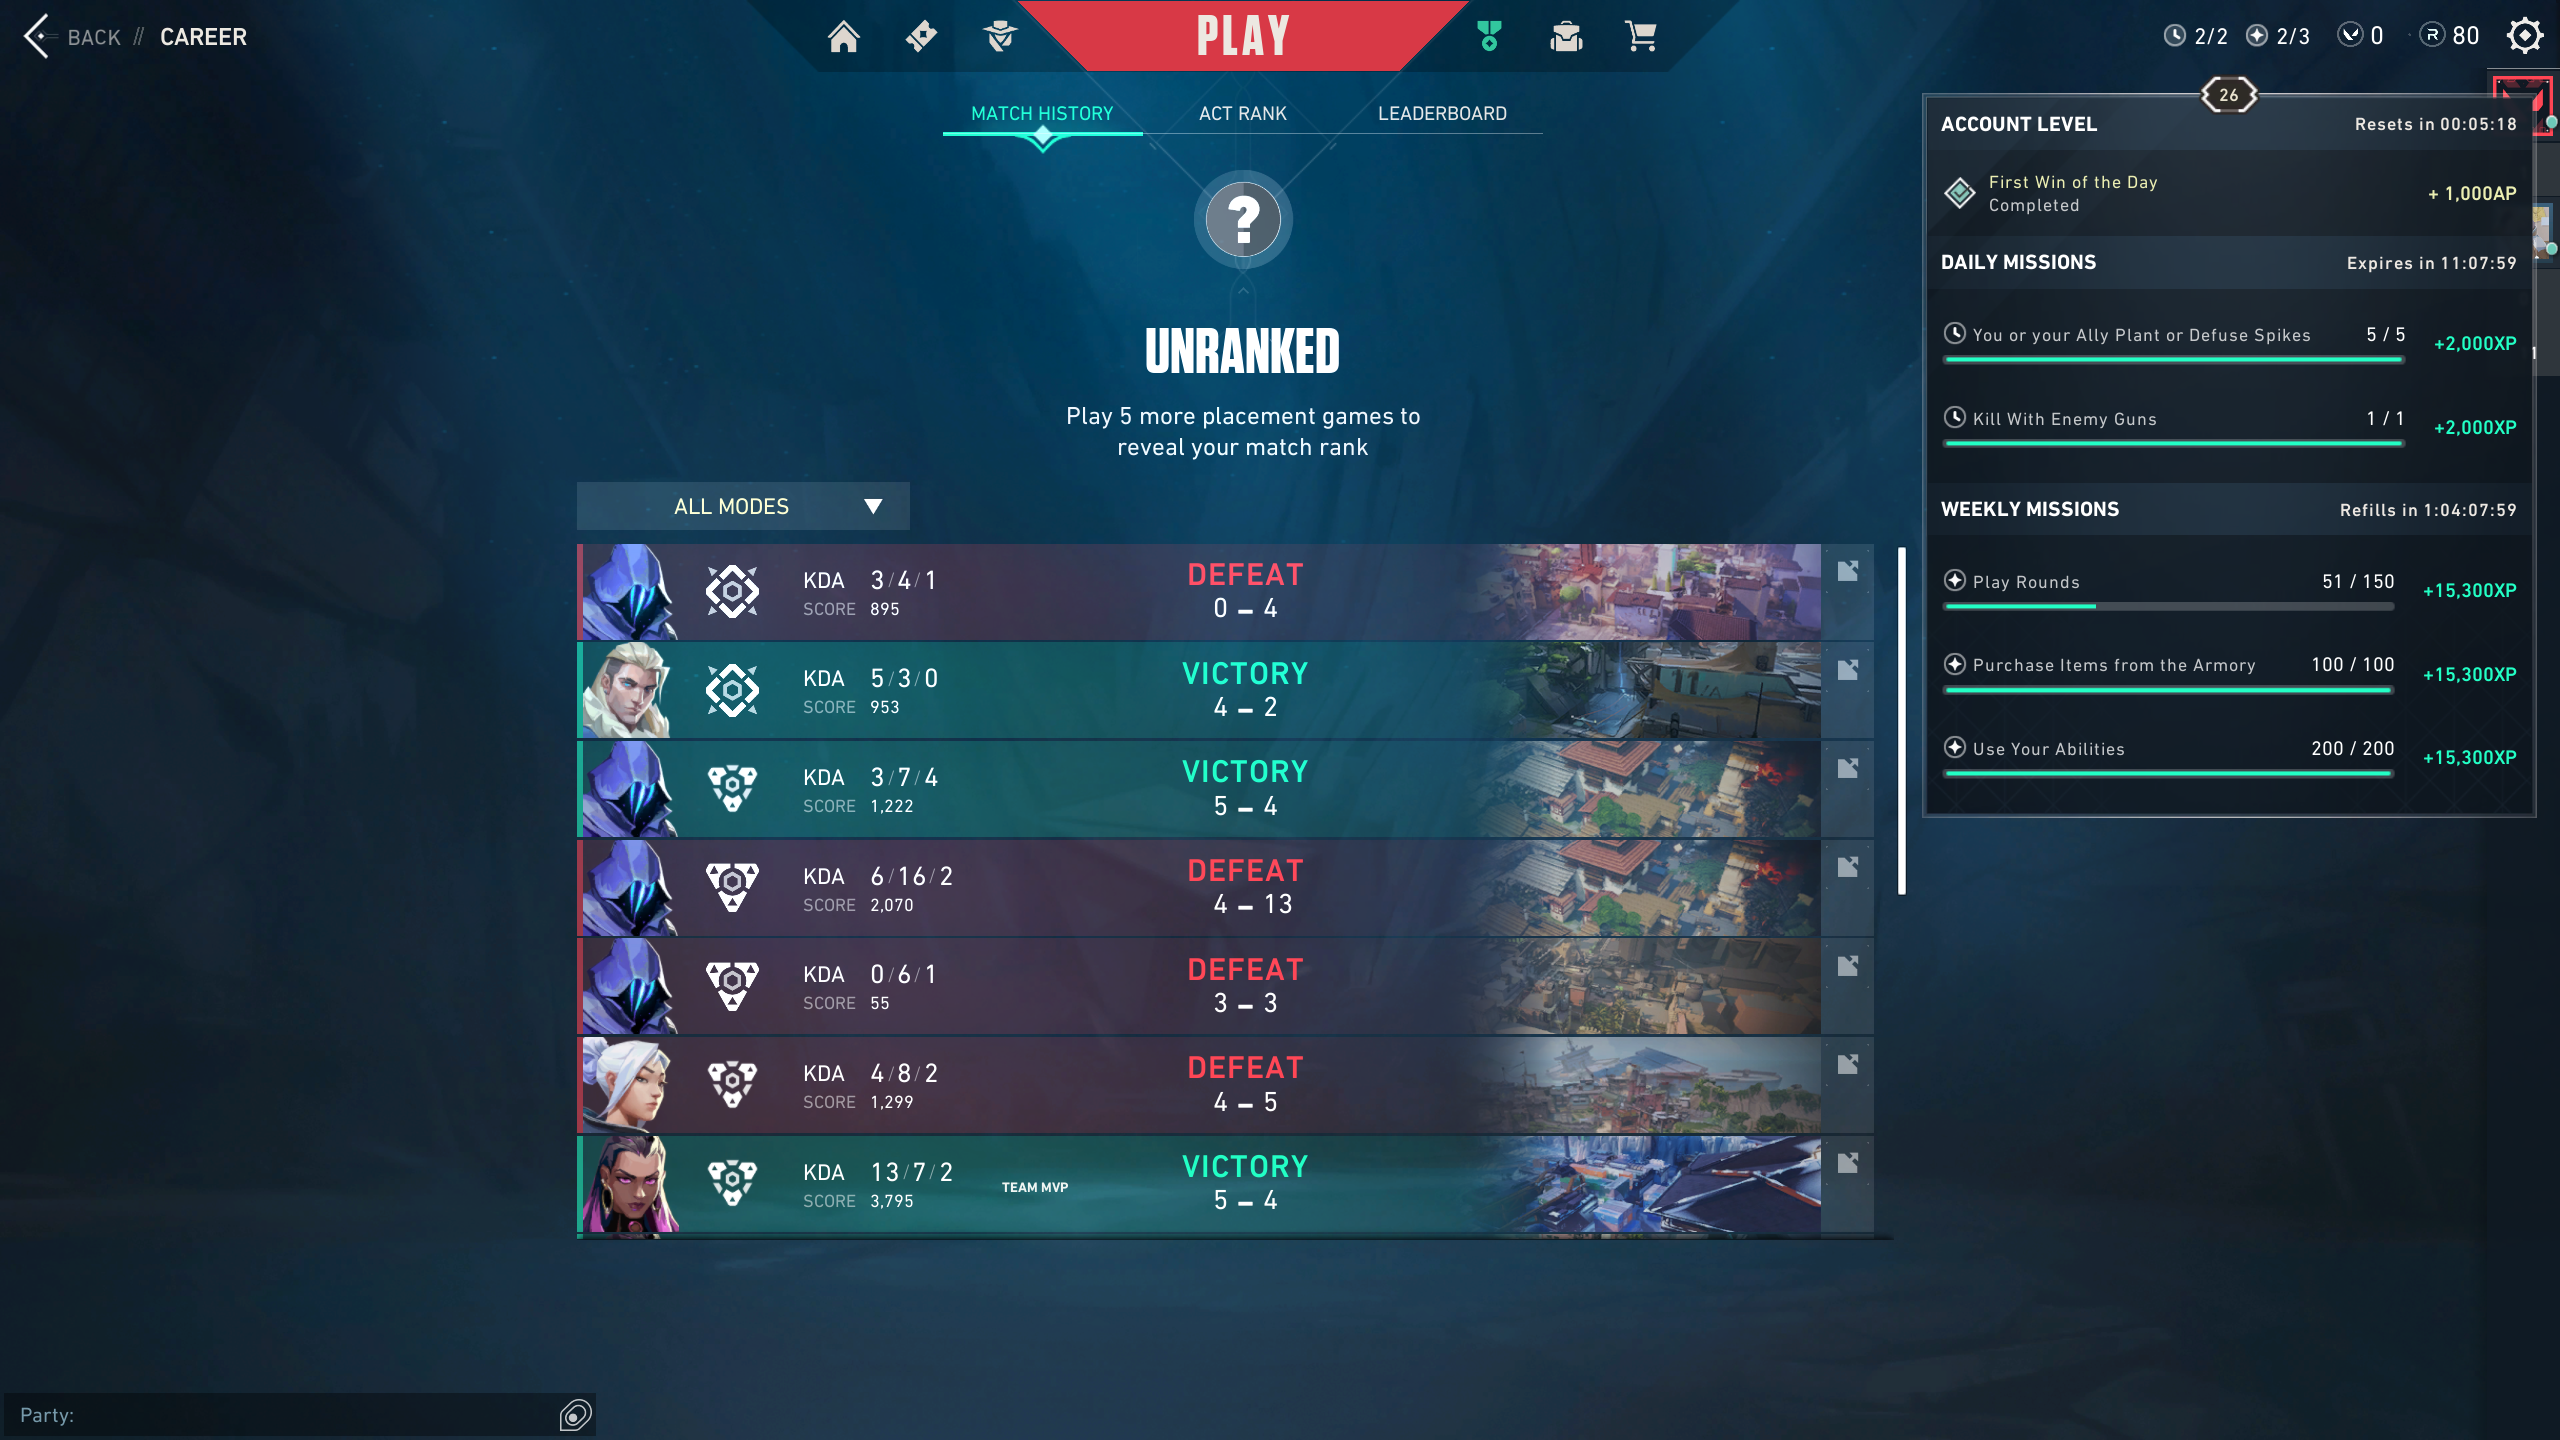 BACK // CAREER
PLAY
2/2 2/3 0 80
MATCH HISTORY ACT RANK LEADERBOARD
UNRANKED
Play 5 more placement games to
reveal your match rank
ALL MODES
KDA 3/4/1
SCORE 895
DEFEAT
0 – 4
KDA 5/3/0
SCORE 953
VICTORY
4 – 2
KDA 3/7/4
SCORE 1,222
VICTORY
5 – 4
KDA 6/16/2
SCORE 2,070
DEFEAT
4 – 13
KDA 0/6/1
SCORE 55
DEFEAT
3 – 3
KDA 4/8/2
SCORE 1,299
DEFEAT
4 – 5
KDA 13/7/2
SCORE 3,795
TEAM MVP
VICTORY
5 – 4
26
ACCOUNT LEVEL Resets in 00:05:18
First Win of the Day
Completed
+ 1,000AP
DAILY MISSIONS Expires in 11:07:59
You or your Ally Plant or Defuse Spikes 5 / 5 +2,000XP
Kill With Enemy Guns 1 / 1 +2,000XP
WEEKLY MISSIONS Refills in 1:04:07:59
Play Rounds 51 / 150 +15,300XP
Purchase Items from the Armory 100 / 100 +15,300XP
Use Your Abilities 200 / 200 +15,300XP
Party: